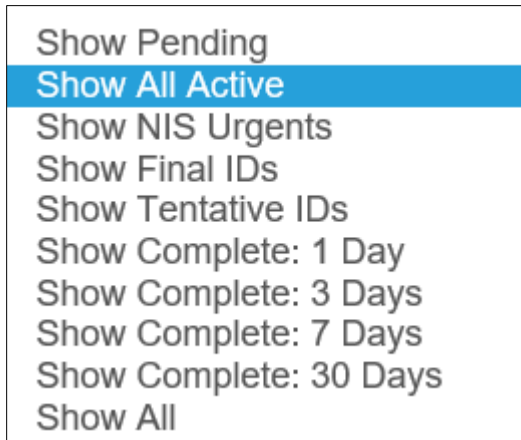 Show Pending
Show All Active
Show NIS Urgents
Show Final IDs
Show Tentative IDs
Show Complete: 1 Day
Show Complete: 3 Days
Show Complete: 7 Days
Show Complete: 30 Days
Show All